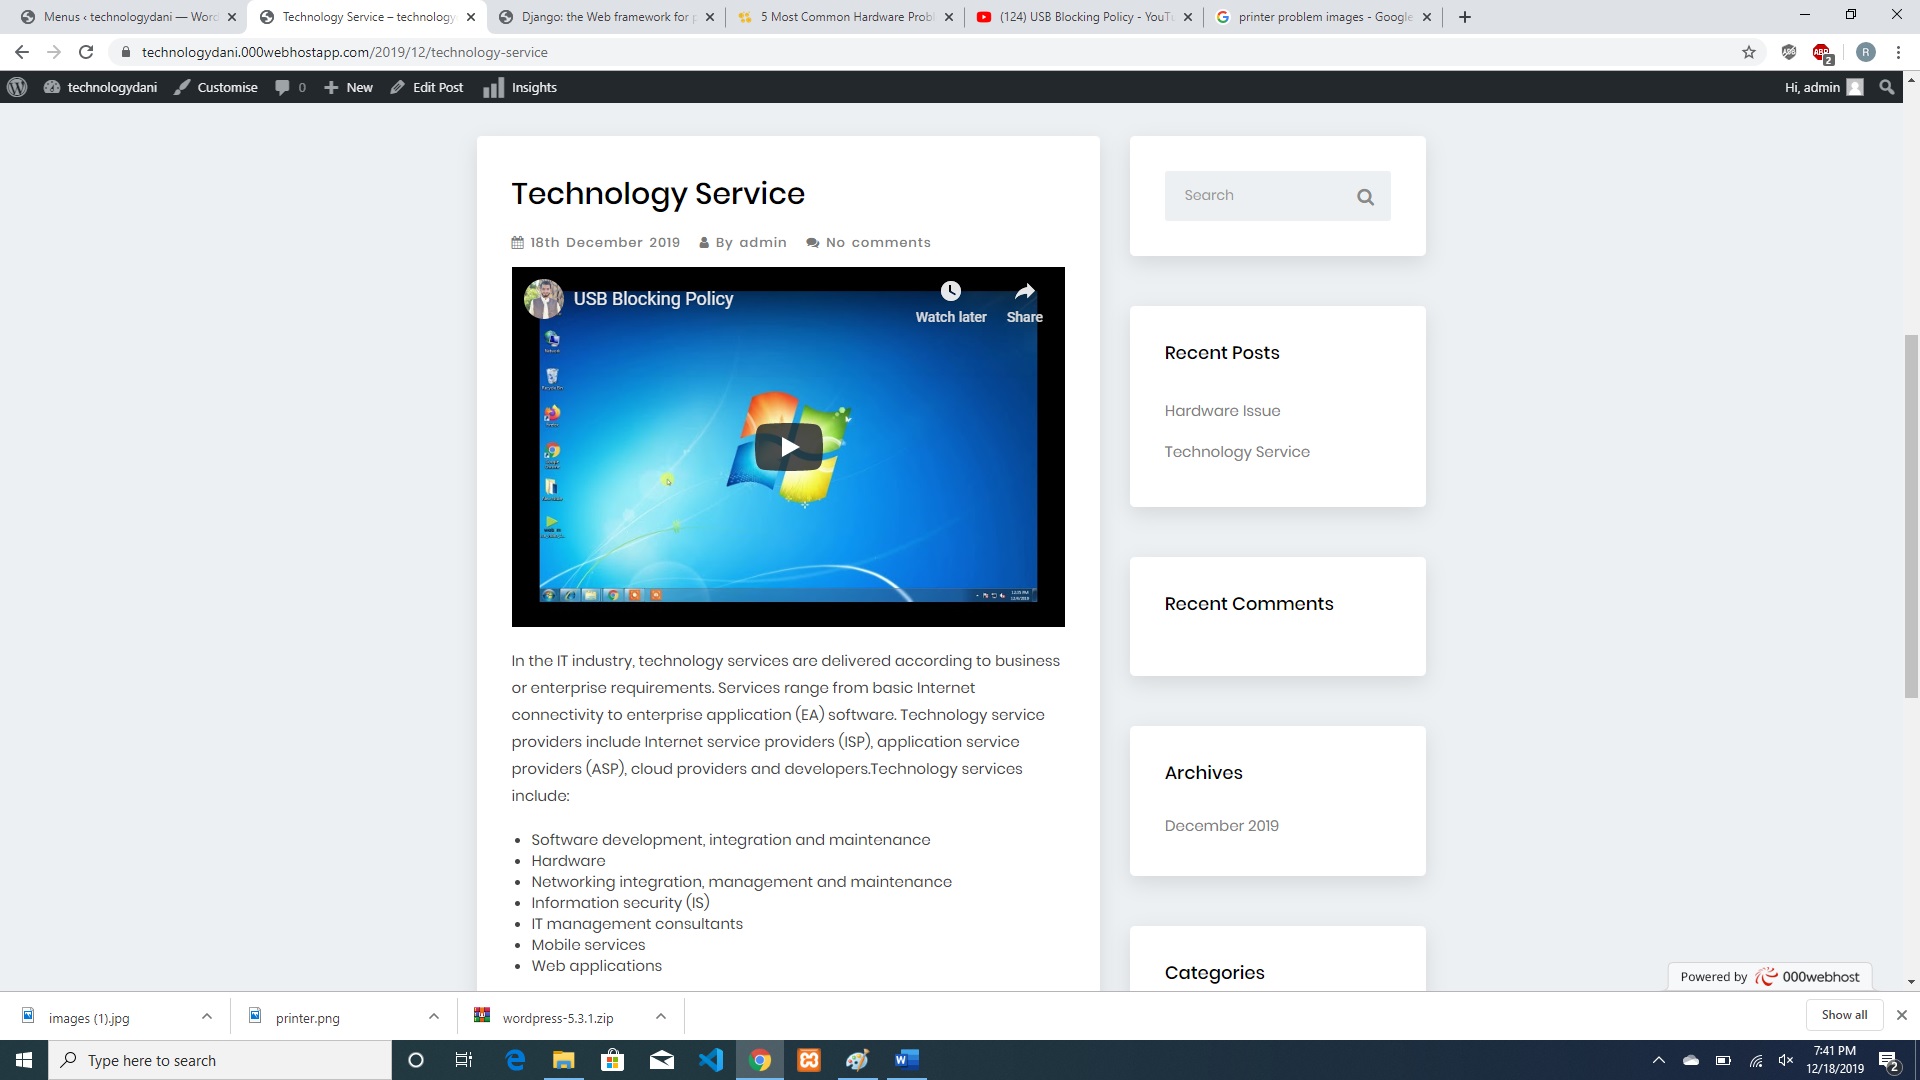 Menus ‹ technologydani — Wor
Technology Service – technology
Django: the Web framework for p
5 Most Common Hardware Probl
(124) USB Blocking Policy - YouTu
printer problem images - Google
technologydani.000webhostapp.com/2019/12/technology-service
ABP
2
R
technologydani
Customise
0
New
Edit Post
Insights
Hi, admin
Technology Service
18th December 2019
By admin
No comments
USB Blocking Policy
Watch later
Share
In the IT industry, technology services are delivered according to business
or enterprise requirements. Services range from basic Internet
connectivity to enterprise application (EA) software. Technology service
providers include Internet service providers (ISP), application service
providers (ASP), cloud providers and developers.Technology services
include:
• Software development, integration and maintenance
• Hardware
• Networking integration, management and maintenance
• Information security (IS)
• IT management consultants
• Mobile services
• Web applications
Search
Recent Posts
Hardware Issue
Technology Service
Recent Comments
Archives
December 2019
Categories
Powered by 000webhost
images (1).jpg
printer.png
wordpress-5.3.1.zip
Show all
Type here to search
7:41 PM
12/18/2019
2